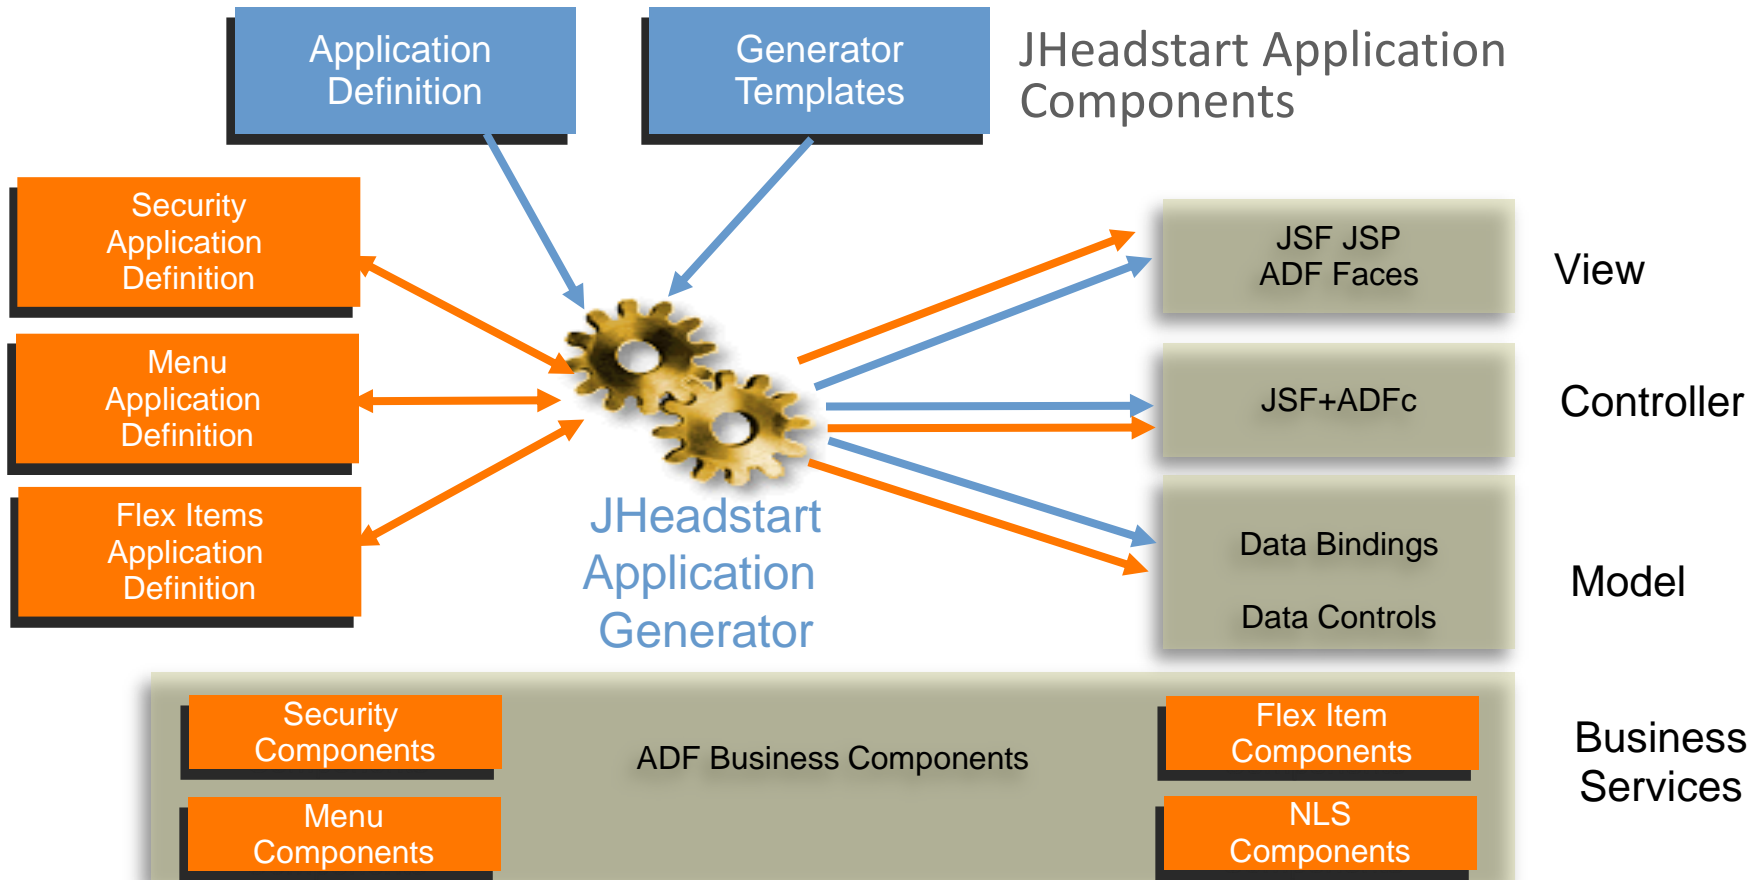 Application
Definition
Generator
Templates
JHeadstart Application
Components
Security
Application
Definition
JSF JSP
ADF Faces
View
Menu
Application
Definition
JSF+ADFc
Controller
Flex Items
Application
Definition
JHeadstart
Application
Generator
Data Bindings
Data Controls
Model
Security
Components
ADF Business Components
Flex Item
Components
Business
Services
Menu
Components
NLS
Components